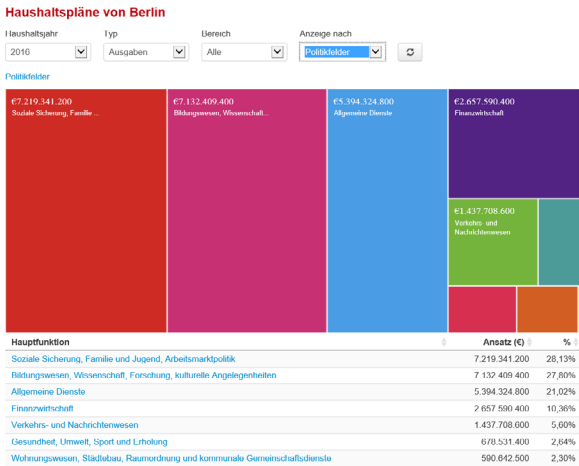 Haushaltspläne von Berlin
Haushaltsjahr Typ Bereich Anzeige nach
2016 Ausgaben Alle Politikfelder
Politikfelder
€7.219.341.200 €7.132.409.400 €5.394.324.800 €2.657.590.400
Soziale Sicherung, Familie ... Bildungswesen, Wissenschaft... Allgemeine Dienste Finanzwirtschaft
€1.437.708.600
Verkehrs- und
Nachrichtenwesen
Hauptfunktion Ansatz (€) %
Soziale Sicherung, Familie und Jugend, Arbeitsmarktpolitik 7.219.341.200 28,13%
Bildungswesen, Wissenschaft, Forschung, kulturelle Angelegenheiten 7.132.409.400 27,80%
Allgemeine Dienste 5.394.324.800 21,02%
Finanzwirtschaft 2.657.590.400 10,36%
Verkehrs- und Nachrichtenwesen 1.437.708.600 5,60%
Gesundheit, Umwelt, Sport und Erholung 678.531.400 2,64%
Wohnungswesen, Städtebau, Raumordnung und kommunale Gemeinschaftsdienste 590.642.500 2,30%